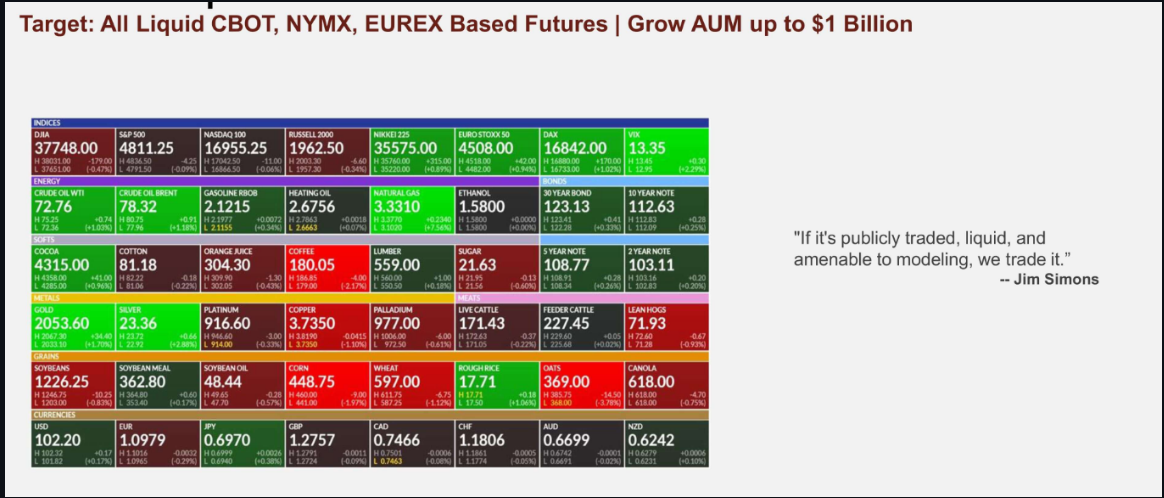 Target: All Liquid CBOT, NYMX, EUREX Based Futures | Grow AUM up to $1 Billion
INDICES
DJIA S&P 500 NASDAQ 100 RUSSELL 2000 NIKKEI 225 EURO STOXX 50 DAX VIX
37748.00 4811.25 16955.25 1962.50 35575.00 4508.00 16842.00 13.35
H 38031.00 -179.00 H 4836.50 -4.25 H 17042.50 -11.00 H 2003.30 -6.60 H 35760.00 +315.00 H 4518.00 +42.00 H 16880.00 +170.00 H 13.45 +0.30
L 37651.00 (-0.47%) L 4791.50 (-0.09%) L 16866.50 (-0.06%) L 1957.30 (-0.34%) L 35220.00 (+0.89%) L 4482.00 (+0.94%) L 16733.00 (+1.02%) L 12.95 (+2.29%)
ENERGY BONDS
CRUDE OIL WTI CRUDE OIL BRENT GASOLINE RBOB HEATING OIL NATURAL GAS ETHANOL 30 YEAR BOND 10 YEAR NOTE
72.76 78.32 2.1215 2.6756 3.3310 1.5800 123.13 112.63
H 75.25 +0.74 H 80.75 +0.91 H 2.1977 +0.0072 H 2.7863 +0.0018 H 3.3770 +0.2340 H 1.5800 +0.0000 H 123.41 +0.41 H 112.83 +0.28
L 72.36 (+1.03%) L 77.96 (+1.18%) L 2.1155 (+0.34%) L 2.6663 (+0.07%) L 3.1020 (+7.56%) L 1.5800 (+0.00%) L 122.28 (+0.33%) L 112.09 (+0.25%)
SOFTS
COCOA COTTON ORANGE JUICE COFFEE LUMBER SUGAR 5 YEAR NOTE 2 YEAR NOTE
4315.00 81.18 304.30 180.05 559.00 21.63 108.77 103.11
H 4358.00 +41.00 H 82.22 -0.18 H 309.90 -1.30 H 186.85 -4.00 H 560.00 +1.00 H 21.95 -0.13 H 108.91 +0.28 H 103.16 +0.20
L 4285.00 (+0.96%) L 81.06 (-0.22%) L 302.05 (-0.43%) L 179.00 (-2.17%) L 550.50 (+0.18%) L 21.56 (-0.60%) L 108.34 (+0.26%) L 102.83 (+0.20%)
METALS MEATS
GOLD SILVER PLATINUM COPPER PALLADIUM LIVE CATTLE FEEDER CATTLE LEAN HOGS
2053.60 23.36 916.60 3.7350 977.00 171.43 227.45 71.93
H 2067.30 +34.40 H 23.72 +0.66 H 946.60 -3.00 H 3.8190 -0.0415 H 1006.00 -6.00 H 172.63 -0.37 H 229.60 +0.05 H 72.60 -0.67
L 2033.10 (+1.70%) L 22.92 (+2.88%) L 914.00 (-0.33%) L 3.7350 (-1.10%) L 972.50 (-0.61%) L 171.05 (-0.22%) L 225.68 (+0.02%) L 71.28 (-0.93%)
GRAINS
SOYBEANS SOYBEAN MEAL SOYBEAN OIL CORN WHEAT ROUGH RICE OATS CANOLA
1226.25 362.80 48.44 448.75 597.00 17.71 369.00 618.00
H 1246.75 -10.25 H 364.80 +0.60 H 49.65 -0.28 H 460.00 -9.00 H 611.75 -6.75 H 17.71 +0.18 H 385.75 -14.50 H 618.00 -4.70
L 1203.00 (-0.83%) L 353.40 (+0.17%) L 47.70 (-0.57%) L 441.00 (-1.97%) L 587.25 (-1.12%) L 17.50 (+1.06%) L 368.00 (-3.78%) L 618.00 (-0.75%)
CURRENCIES
USD EUR JPY GBP CAD CHF AUD NZD
102.20 1.0979 0.6970 1.2757 0.7466 1.1806 0.6699 0.6242
H 102.32 +0.17 H 1.1016 -0.0032 H 0.6999 +0.0026 H 1.2791 -0.0011 H 0.7501 -0.0006 H 1.1861 -0.0005 H 0.6742 -0.0001 H 0.6279 +0.0006
L 101.82 (+0.17%) L 1.0965 (-0.29%) L 0.6940 (+0.38%) L 1.2724 (-0.09%) L 0.7463 (-0.08%) L 1.1774 (-0.05%) L 0.6691 (-0.02%) L 0.6231 (+0.10%)
"If it's publicly traded, liquid, and
amenable to modeling, we trade it.”
-- Jim Simons